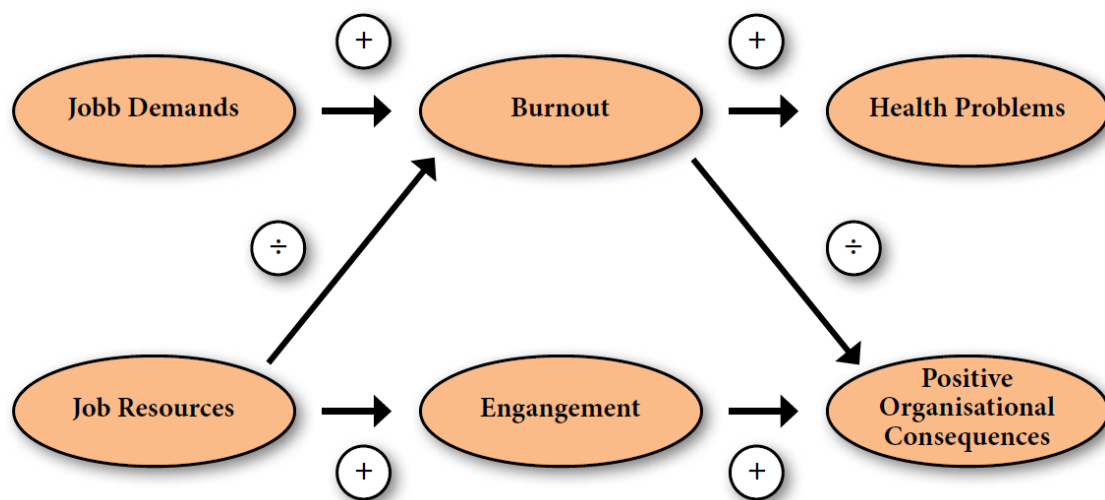 +
+
Jobb Demands
Burnout
Health Problems
÷
÷
Job Resources
Engangement
Positive
Organisational
Consequences
+
+